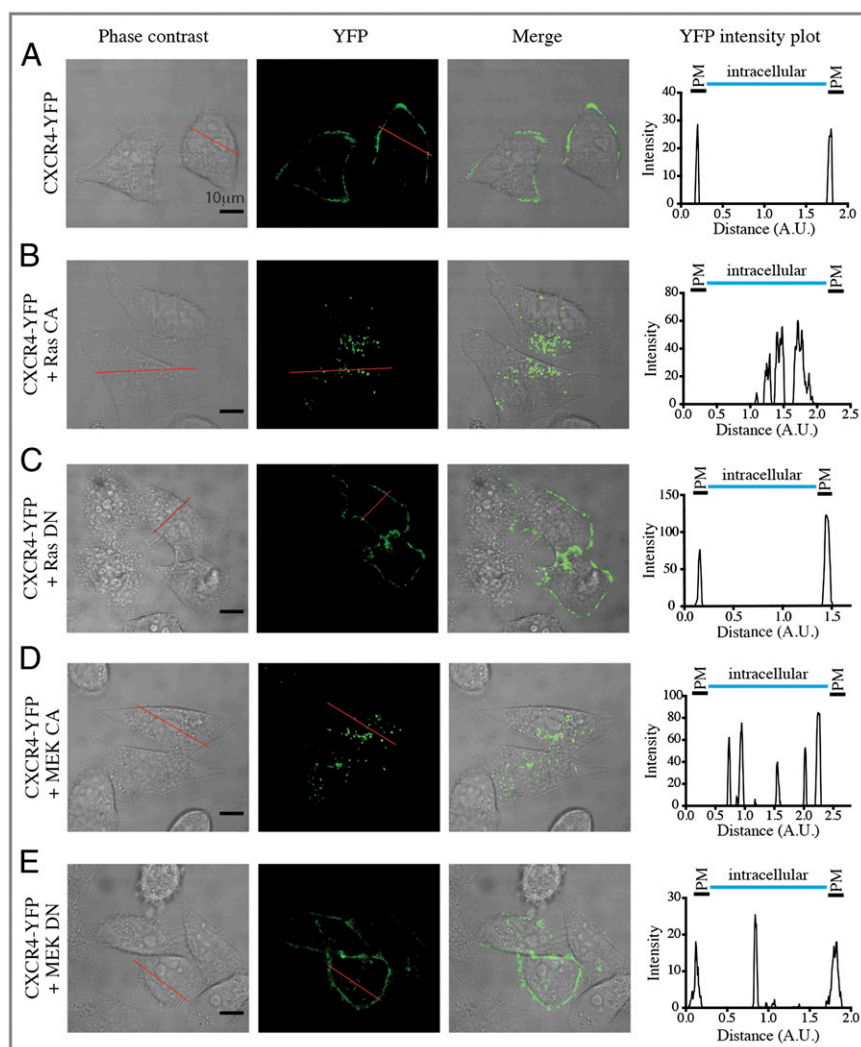 Phase contrast YFP Merge YFP intensity plot
A
CXCR4-YFP
10μm
PM intracellular PM
Intensity
40
30
20
10
0
0.0 0.5 1.0 1.5 2.0
Distance (A.U.)
B
CXCR4-YFP
+ Ras CA
PM intracellular PM
Intensity
80
60
40
20
0
0.0 0.5 1.0 1.5 2.0 2.5
Distance (A.U.)
C
CXCR4-YFP
+ Ras DN
PM intracellular PM
Intensity
150
100
50
0
0.0 0.5 1.0 1.5
Distance (A.U.)
D
CXCR4-YFP
+ MEK CA
PM intracellular PM
Intensity
100
80
60
40
20
0
0.0 0.5 1.0 1.5 2.0 2.5
Distance (A.U.)
E
CXCR4-YFP
+ MEK DN
PM intracellular PM
Intensity
30
20
10
0
0.0 0.5 1.0 1.5 2.0
Distance (A.U.)